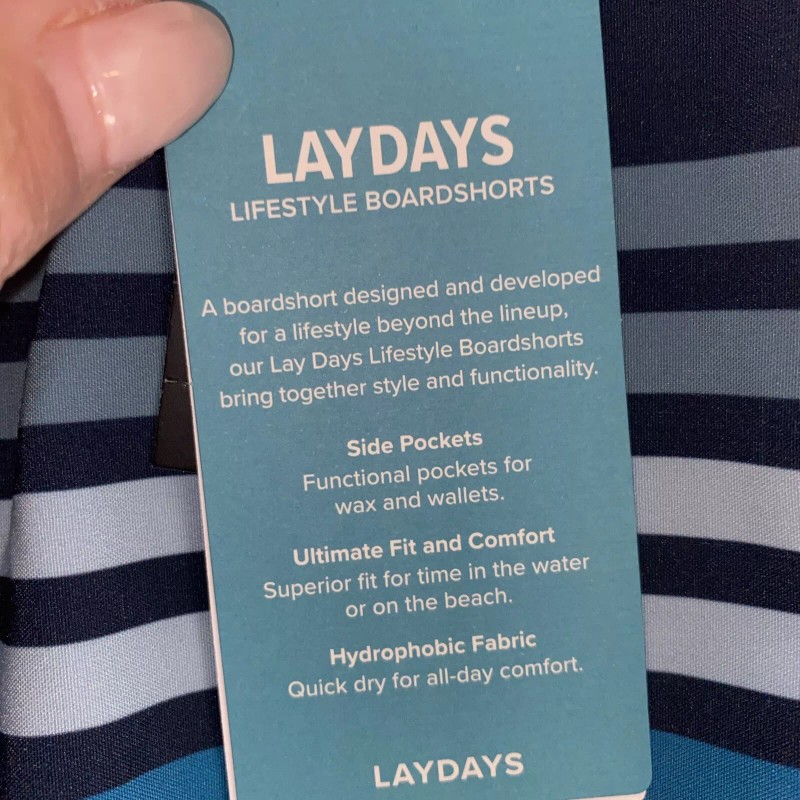 LAYDAYS
LIFESTYLE BOARDSHORTS
A boardshort designed and developed
for a lifestyle beyond the lineup,
our Lay Days Lifestyle Boardshorts
bring together style and functionality.
Side Pockets
Functional pockets for
wax and wallets.
Ultimate Fit and Comfort
Superior fit for time in the water
or on the beach.
Hydrophobic Fabric
Quick dry for all-day comfort.
LAYDAYS